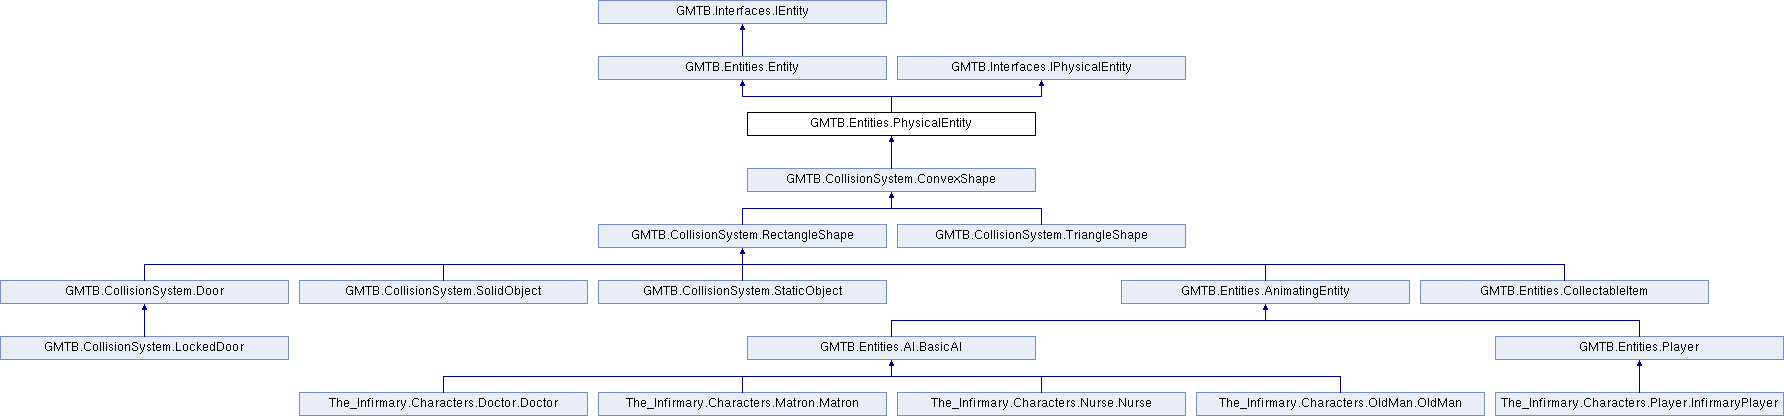 GMTB.Interfaces.IEntity
GMTB.Entities.Entity
GMTB.Interfaces.IPhysicalEntity
GMTB.Entities.PhysicalEntity
GMTB.CollisionSystem.ConvexShape
GMTB.CollisionSystem.RectangleShape
GMTB.CollisionSystem.TriangleShape
GMTB.CollisionSystem.Door
GMTB.CollisionSystem.SolidObject
GMTB.CollisionSystem.StaticObject
GMTB.Entities.AnimatingEntity
GMTB.Entities.CollectableItem
GMTB.CollisionSystem.LockedDoor
GMTB.Entities.AI.BasicAI
GMTB.Entities.Player
The_Infirmary.Characters.Doctor.Doctor
The_Infirmary.Characters.Matron.Matron
The_Infirmary.Characters.Nurse.Nurse
The_Infirmary.Characters.OldMan.OldMan
The_Infirmary.Characters.Player.InfirmaryPlayer